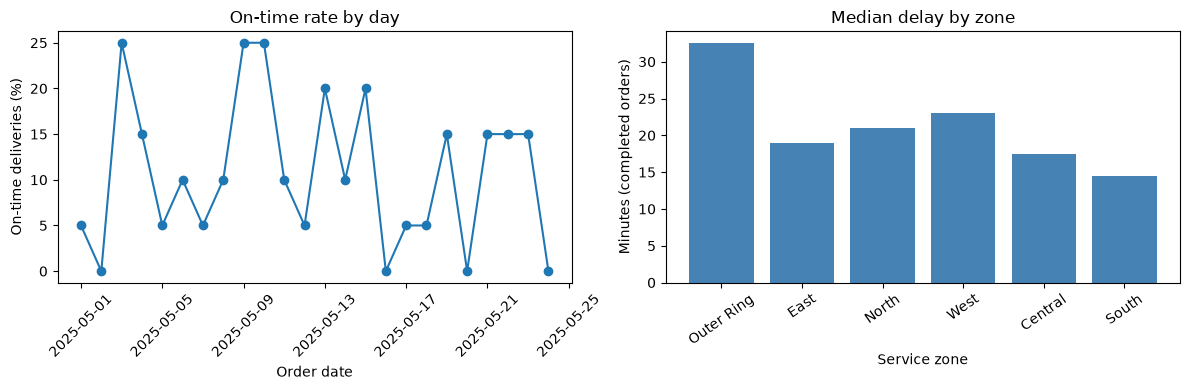 On-time rate by day
On-time deliveries (%)
25
20
15
10
5
0
2025-05-01
2025-05-05
2025-05-09
2025-05-13
2025-05-17
2025-05-21
2025-05-25
Order date
Median delay by zone
Minutes (completed orders)
30
25
20
15
10
5
0
Outer Ring
East
North
West
Central
South
Service zone